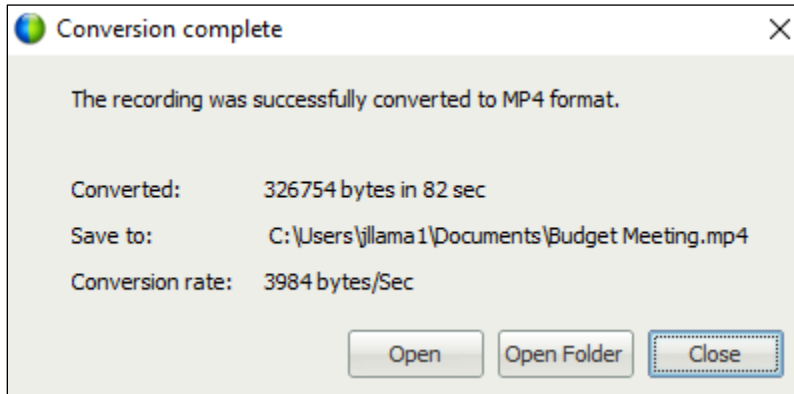 Conversion complete
The recording was successfully converted to MP4 format.
Converted: 326754 bytes in 82 sec
Save to: C:\Users\jllama1\Documents\Budget Meeting.mp4
Conversion rate: 3984 bytes/Sec
Open Open Folder Close